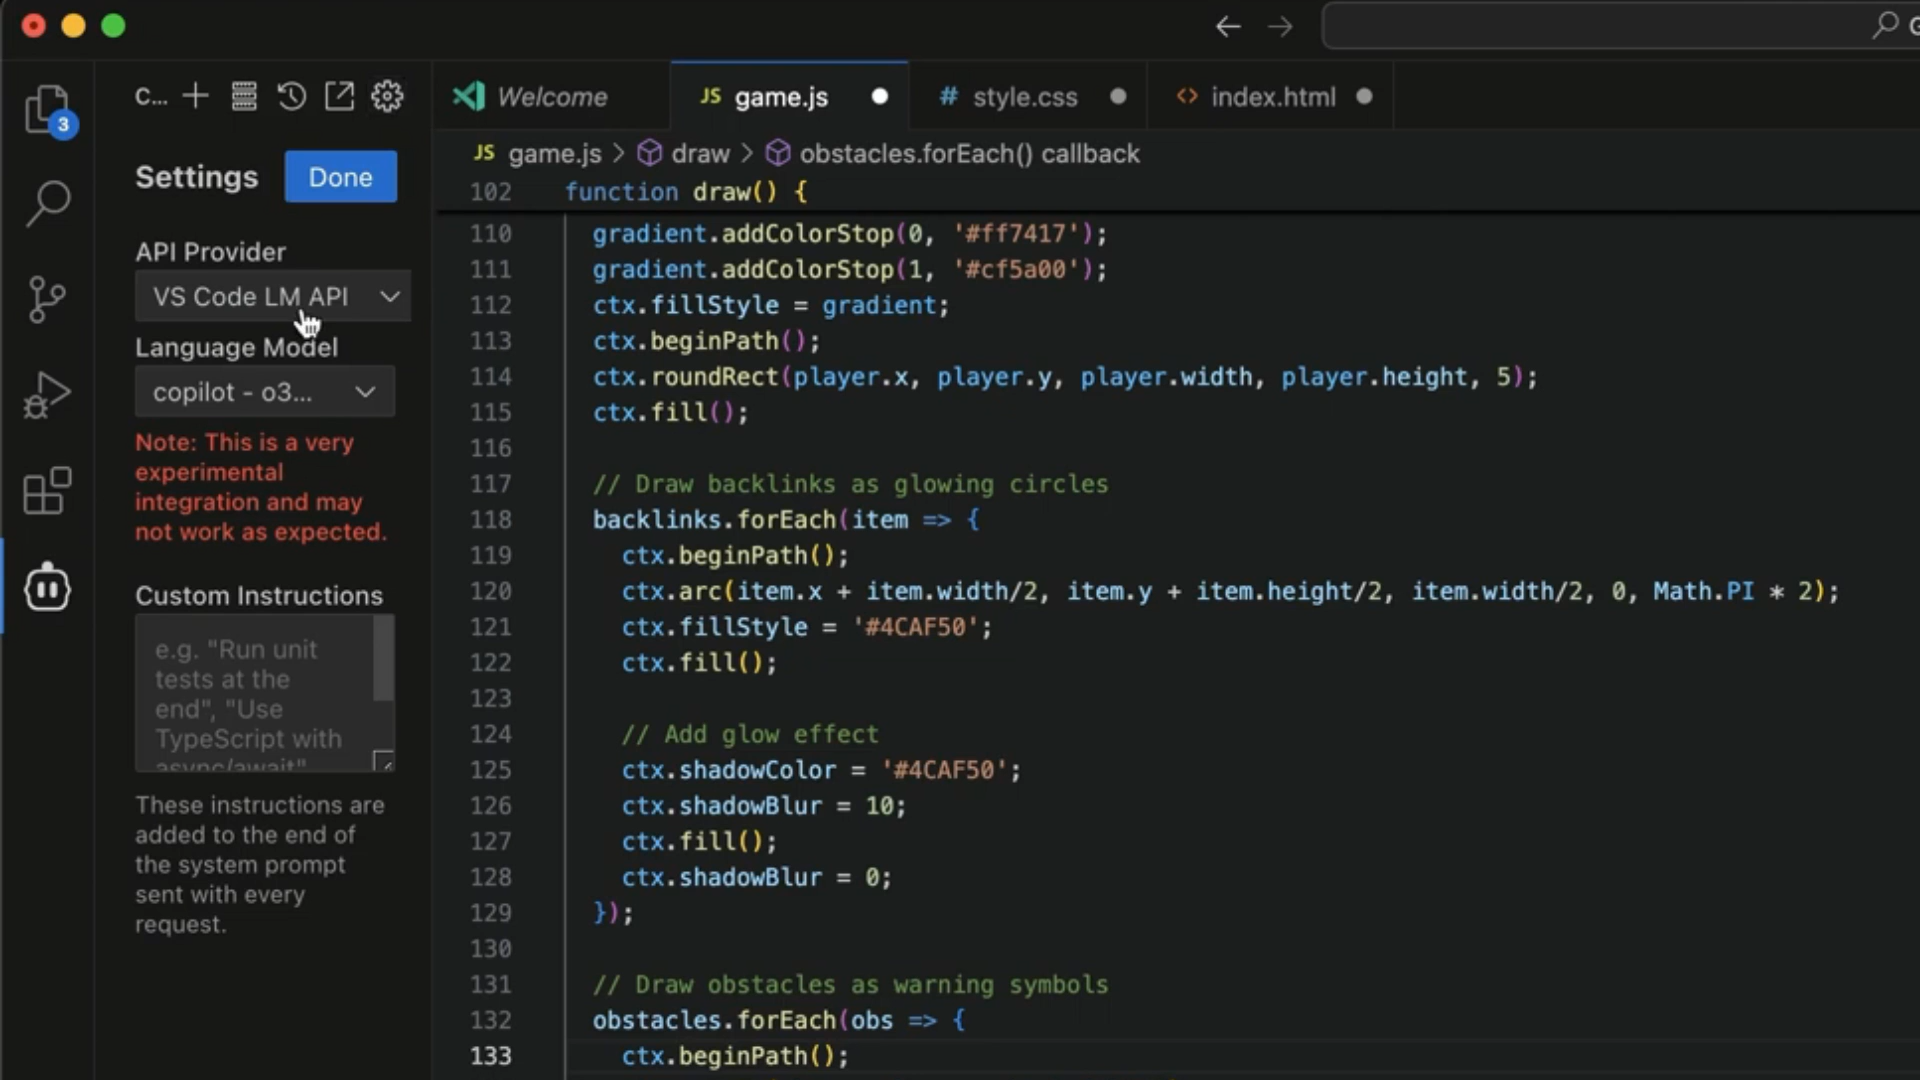 C...
Welcome
JS game.js
# style.css
<> index.html
3
Settings
Done
JS game.js > draw > obstacles.forEach() callback
API Provider
VS Code LM API
Language Model
copilot - o3...
Note: This is a very
experimental
integration and may
not work as expected.
Custom Instructions
e.g. "Run unit
tests at the
end", "Use
TypeScript with
async/await"
These instructions are
added to the end of
the system prompt
sent with every
request.
102 function draw() {
110 gradient.addColorStop(0, '#ff7417');
111 gradient.addColorStop(1, '#cf5a00');
112 ctx.fillStyle = gradient;
113 ctx.beginPath();
114 ctx.roundRect(player.x, player.y, player.width, player.height, 5);
115 ctx.fill();
116
117 // Draw backlinks as glowing circles
118 backlinks.forEach(item => {
119 ctx.beginPath();
120 ctx.arc(item.x + item.width/2, item.y + item.height/2, item.width/2, 0, Math.PI * 2);
121 ctx.fillStyle = '#4CAF50';
122 ctx.fill();
123
124 // Add glow effect
125 ctx.shadowColor = '#4CAF50';
126 ctx.shadowBlur = 10;
127 ctx.fill();
128 ctx.shadowBlur = 0;
129 });
130
131 // Draw obstacles as warning symbols
132 obstacles.forEach(obs => {
133 ctx.beginPath();